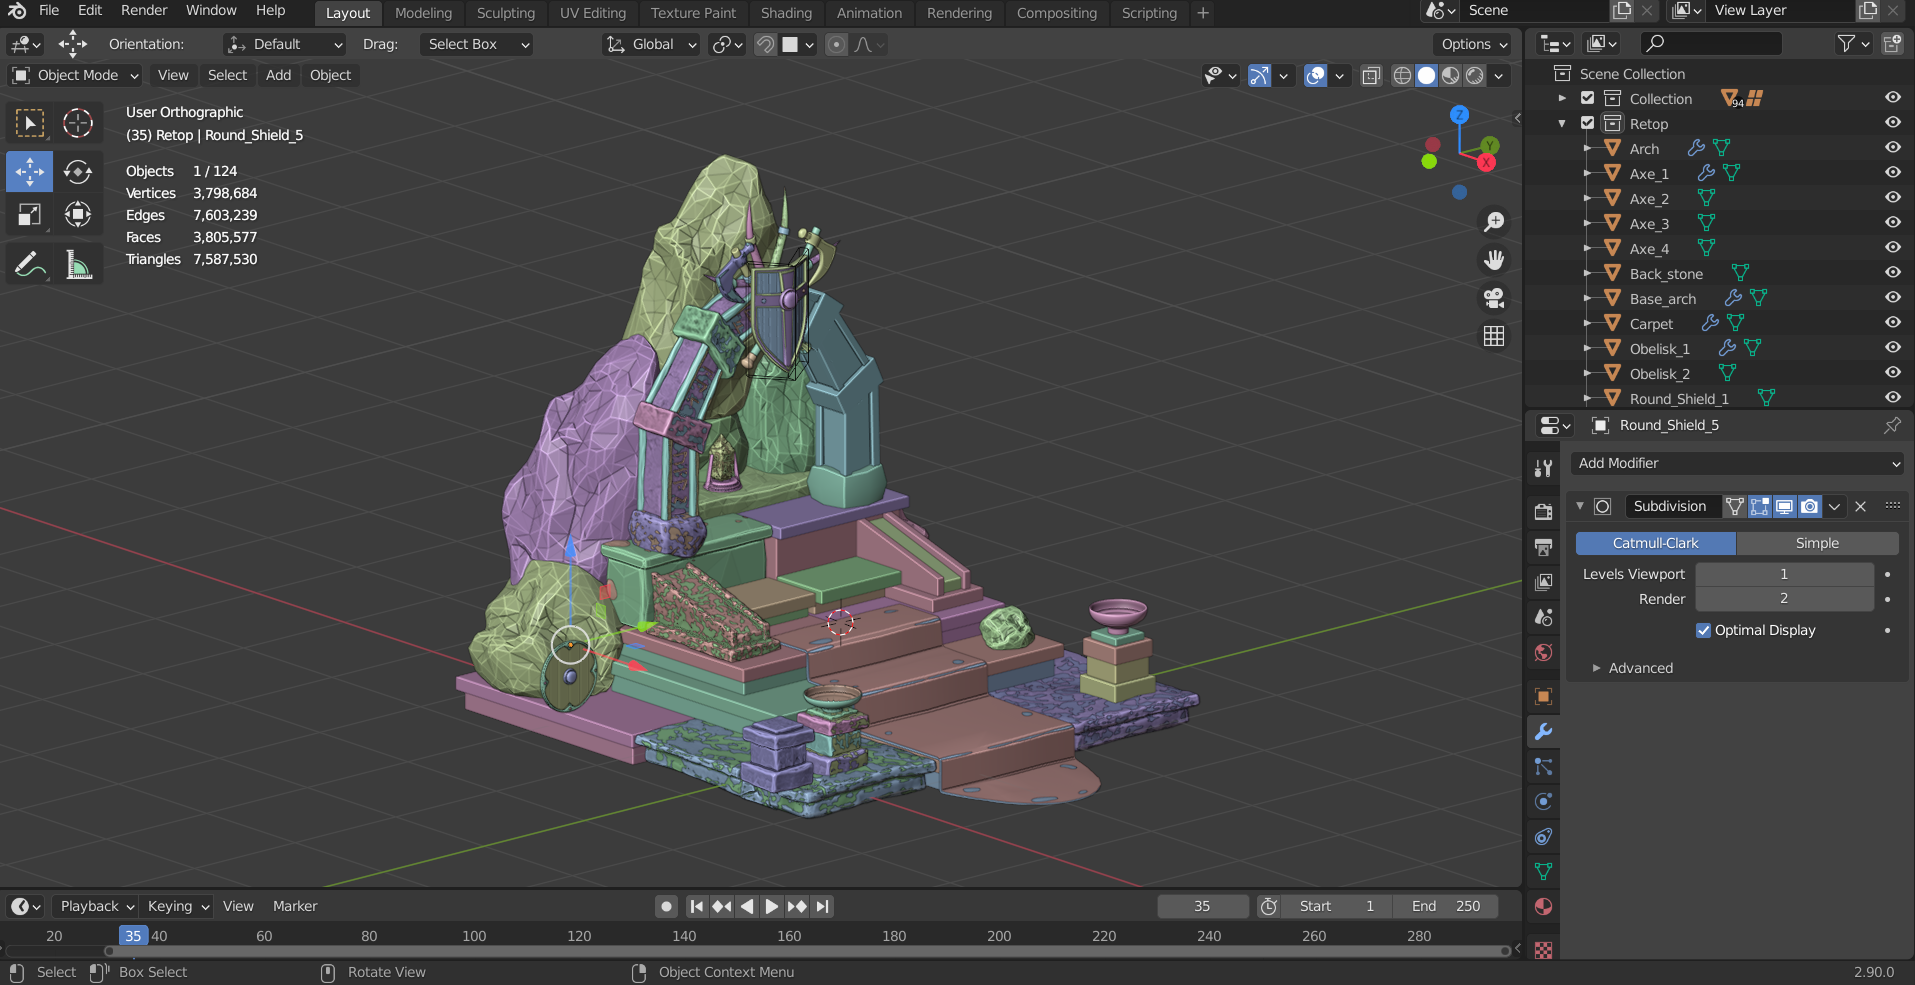 File Edit Render Window Help Layout Modeling Sculpting UV Editing Texture Paint Shading Animation Rendering Compositing Scripting + Scene View Layer
Orientation: Default Drag: Select Box Global Options
Object Mode View Select Add Object
User Orthographic
(35) Retop | Round_Shield_5
Objects 1 / 124
Vertices 3,798,684
Edges 7,603,239
Faces 3,805,577
Triangles 7,587,530
Z
Y
X
Scene Collection
Collection 94
Retop
Arch
Axe_1
Axe_2
Axe_3
Axe_4
Back_stone
Base_arch
Carpet
Obelisk_1
Obelisk_2
Round_Shield_1
Round_Shield_5
Add Modifier
Subdivision
Catmull-Clark Simple
Levels Viewport 1
Render 2
Optimal Display
Advanced
Playback Keying View Marker 35 Start 1 End 250
20 35 40 60 80 100 120 140 160 180 200 220 240 260 280
Select Box Select Rotate View Object Context Menu 2.90.0